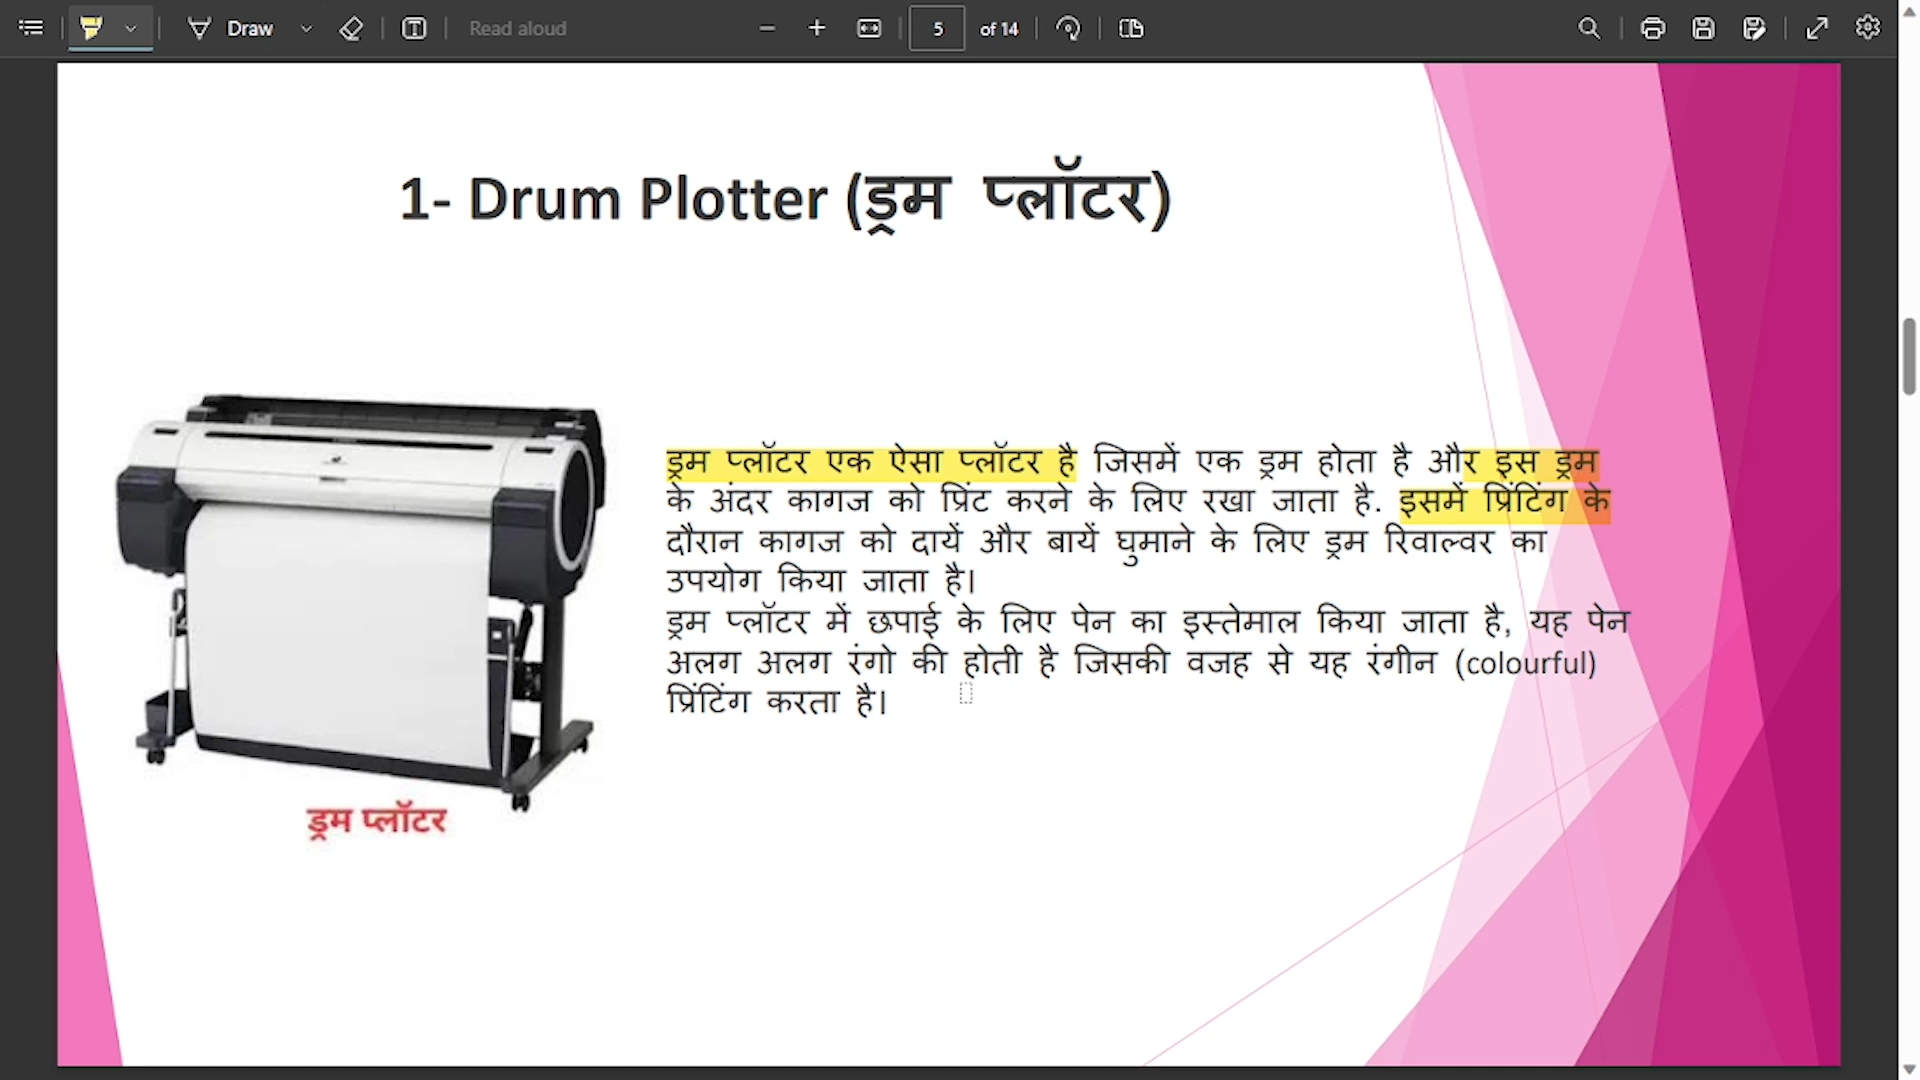 Draw
Read aloud
5
of 14
1- Drum Plotter (ड्रम प्लॉटर)
ड्रम प्लॉटर एक ऐसा प्लॉटर है जिसमें एक ड्रम होता है और इस ड्रम
के अंदर कागज को प्रिंट करने के लिए रखा जाता है. इसमें प्रिंटिंग के
दौरान कागज को दायें और बायें घुमाने के लिए ड्रम रिवाल्वर का
उपयोग किया जाता है।
ड्रम प्लॉटर में छपाई के लिए पेन का इस्तेमाल किया जाता है, यह पेन
अलग अलग रंगो की होती है जिसकी वजह से यह रंगीन (colourful)
प्रिंटिंग करता है।
ड्रम प्लॉटर